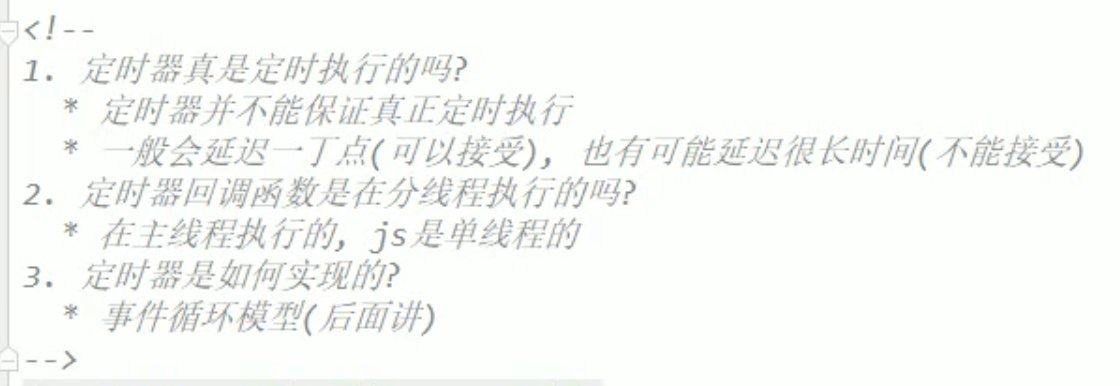 <!--
1. 定时器真是定时执行的吗?
* 定时器并不能保证真正定时执行
* 一般会延迟一丁点(可以接受), 也有可能延迟很长时间(不能接受)
2. 定时器回调函数是在分线程执行的吗?
* 在主线程执行的, js是单线程的
3. 定时器是如何实现的?
* 事件循环模型(后面讲)
-->